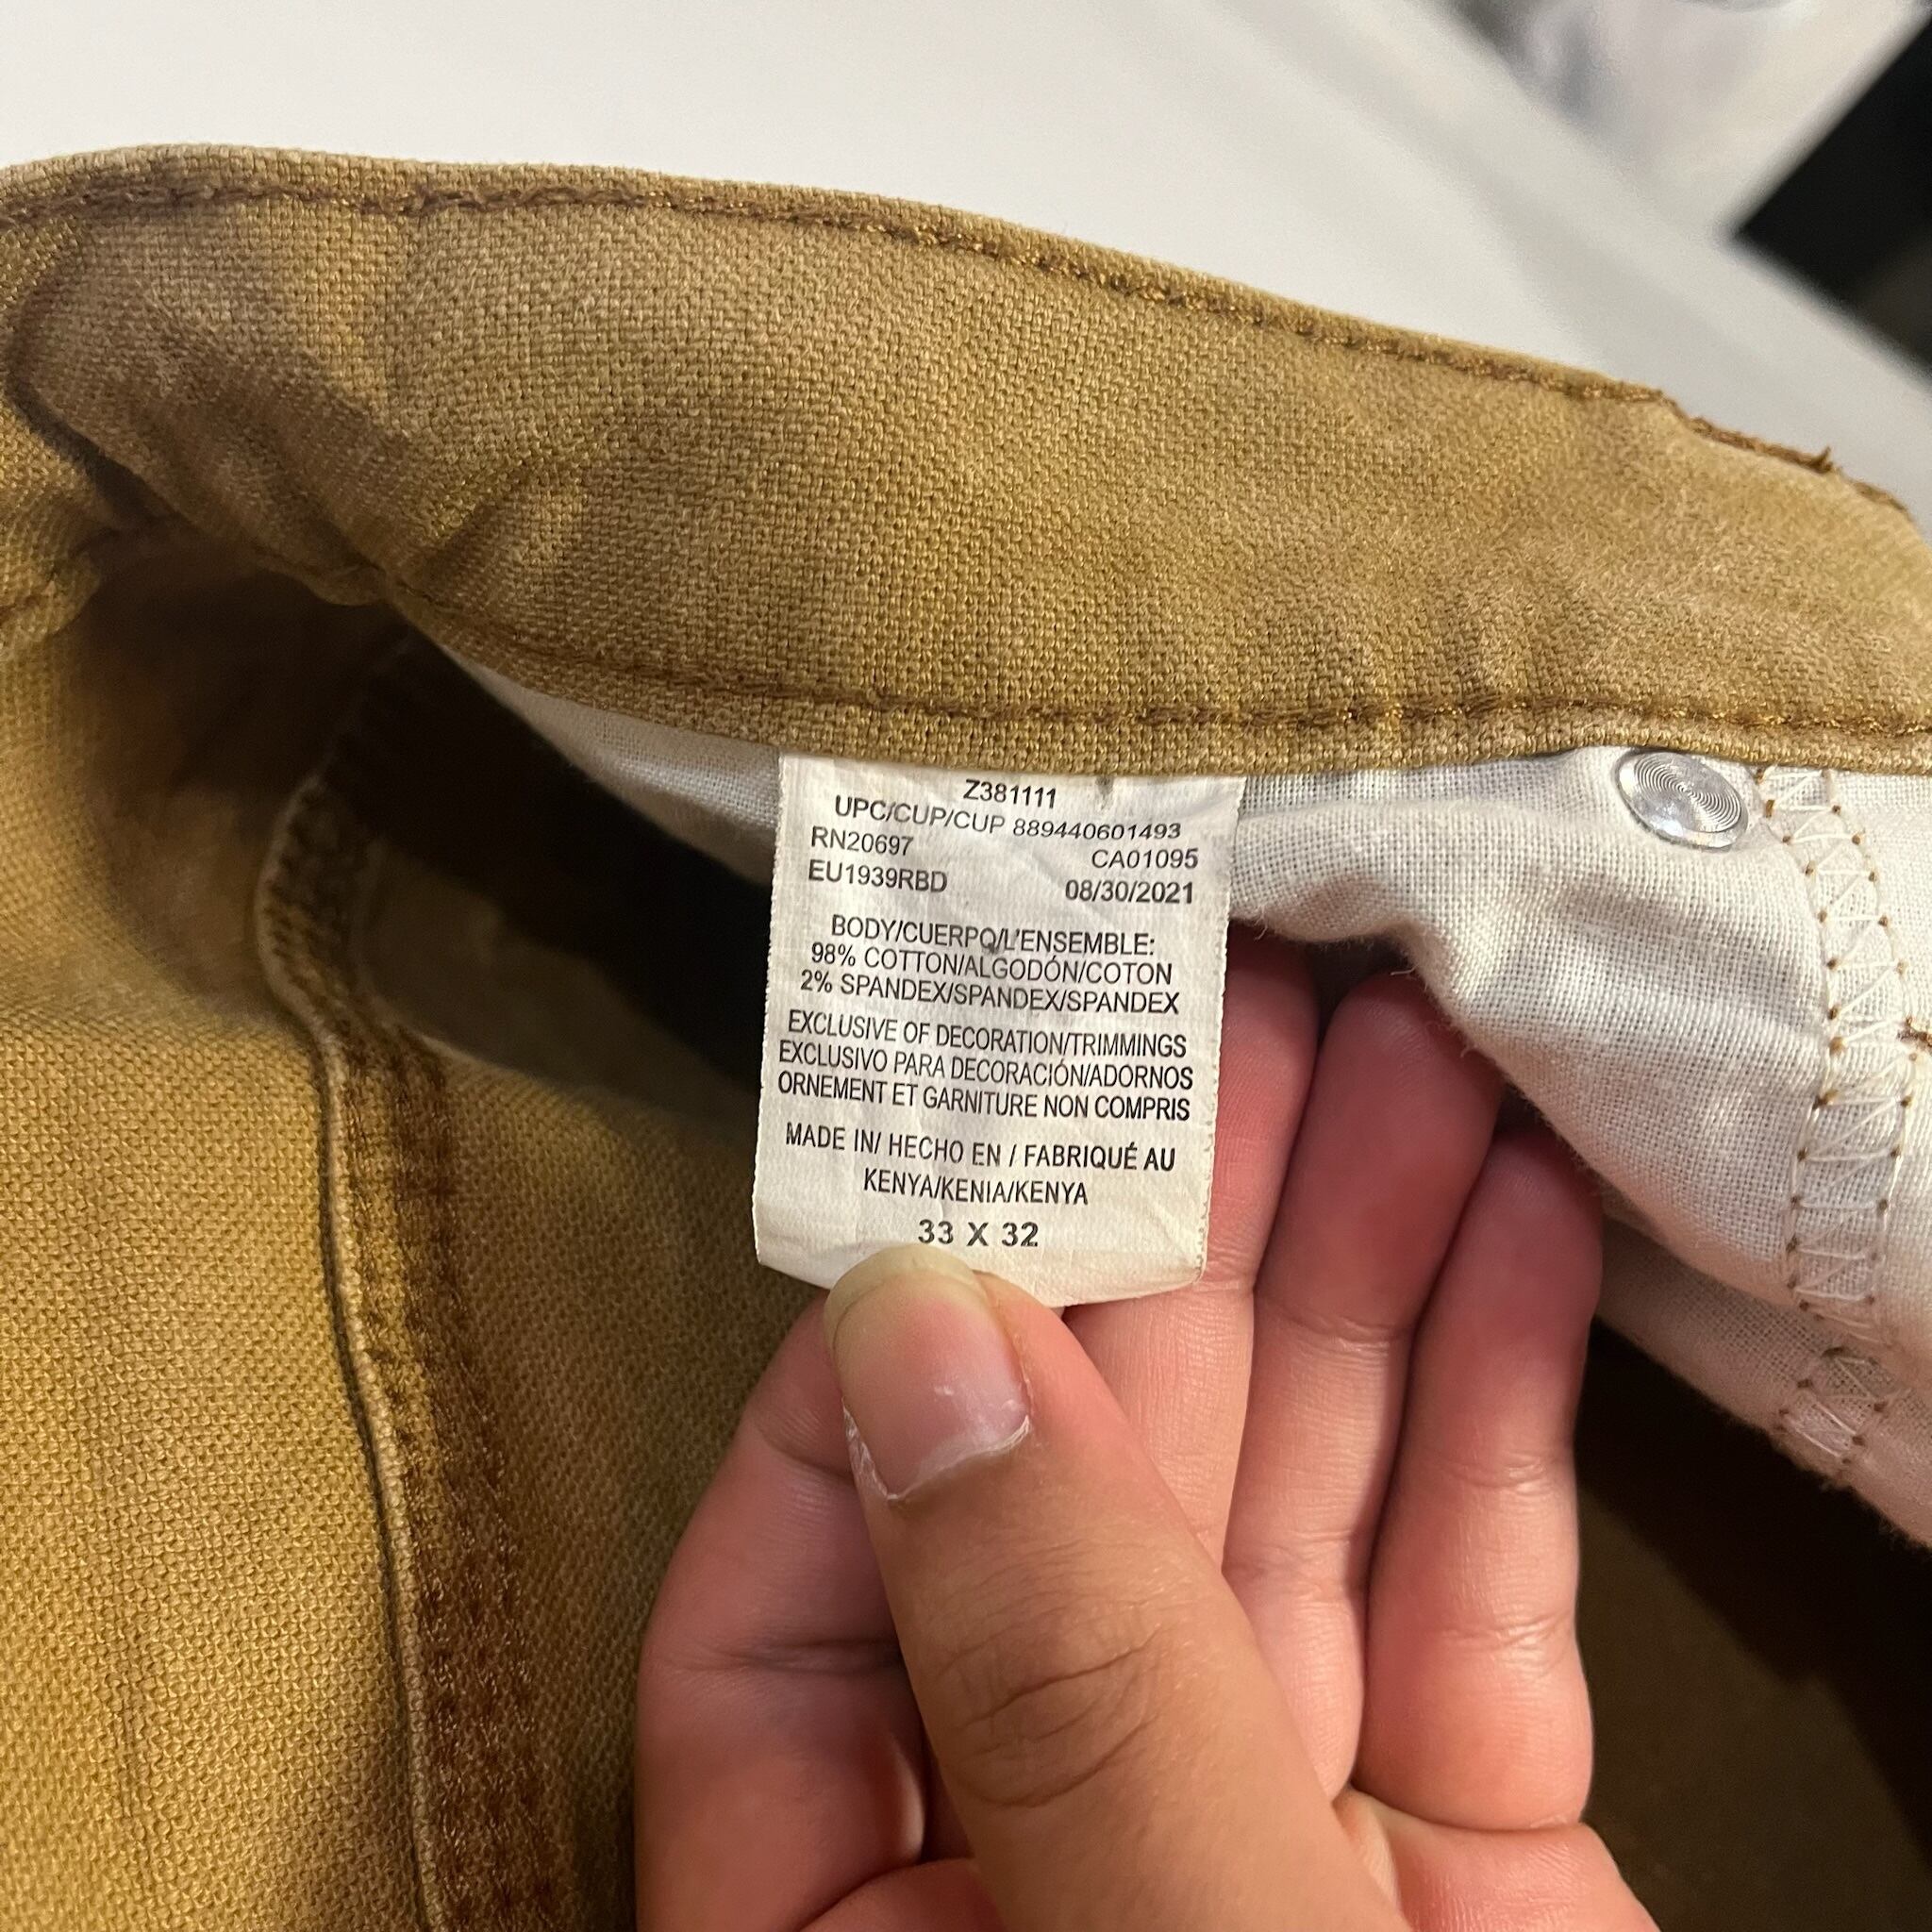 Z381111
UPC/CUP/CUP 889440601493
RN20697 CA01095
EU1939RBD 08/30/2021
BODY/CUERPO/L'ENSEMBLE:
98% COTTON/ALGODÓN/COTON
2% SPANDEX/SPANDEX/SPANDEX
EXCLUSIVE OF DECORATION/TRIMMINGS
EXCLUSIVO PARA DECORACIÓN/ADORNOS
ORNEMENT ET GARNITURE NON COMPRIS
MADE IN/ HECHO EN / FABRIQUÉ AU
KENYA/KENIA/KENYA
33 X 32